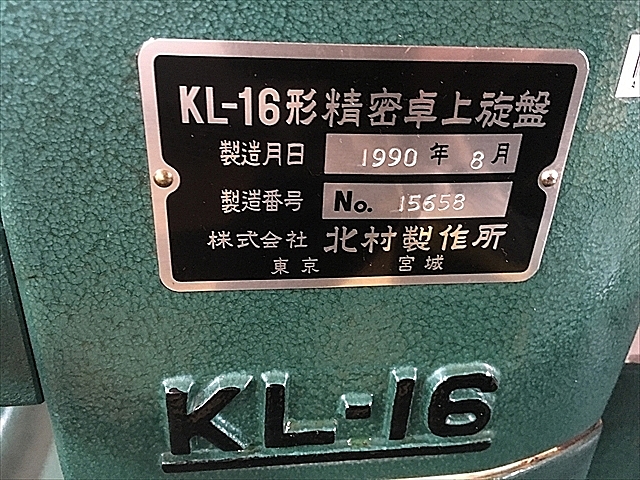 KL-16形精密卓上旋盤
製造月日 1990 年 8 月
製造番号 No. 15658
株式会社 北村製作所
東京 宮城
KL-16